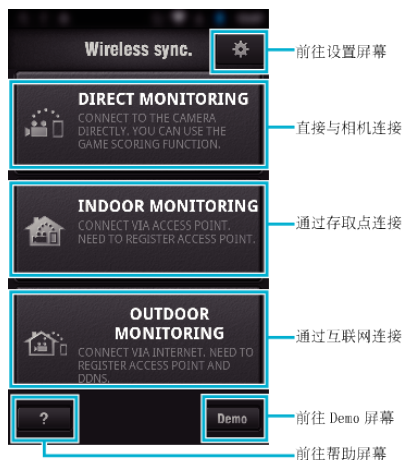 Wireless sync.
前往设置屏幕
DIRECT MONITORING
CONNECT TO THE CAMERA
DIRECTLY. YOU CAN USE THE
GAME SCORING FUNCTION.
直接与相机连接
INDOOR MONITORING
CONNECT VIA ACCESS POINT.
NEED TO REGISTER ACCESS POINT.
通过存取点连接
OUTDOOR
MONITORING
CONNECT VIA INTERNET. NEED TO
REGISTER ACCESS POINT AND
DDNS.
通过互联网连接
?
Demo
前往 Demo 屏幕
前往帮助屏幕